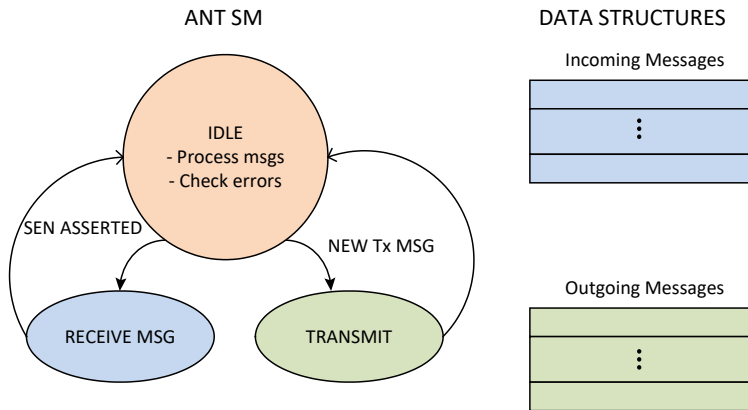 ANT SM
DATA STRUCTURES
Incoming Messages
IDLE
- Process msgs
- Check errors
SEN ASSERTED
NEW Tx MSG
Outgoing Messages
RECEIVE MSG
TRANSMIT